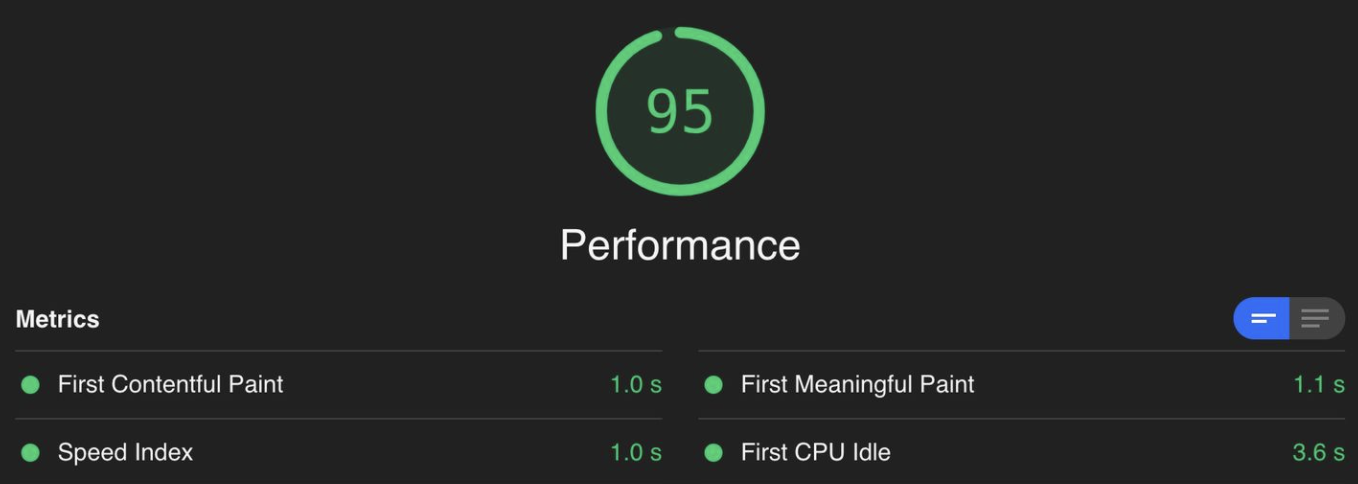 95
Performance
Metrics
First Contentful Paint 1.0 s
First Meaningful Paint 1.1 s
Speed Index 1.0 s
First CPU Idle 3.6 s